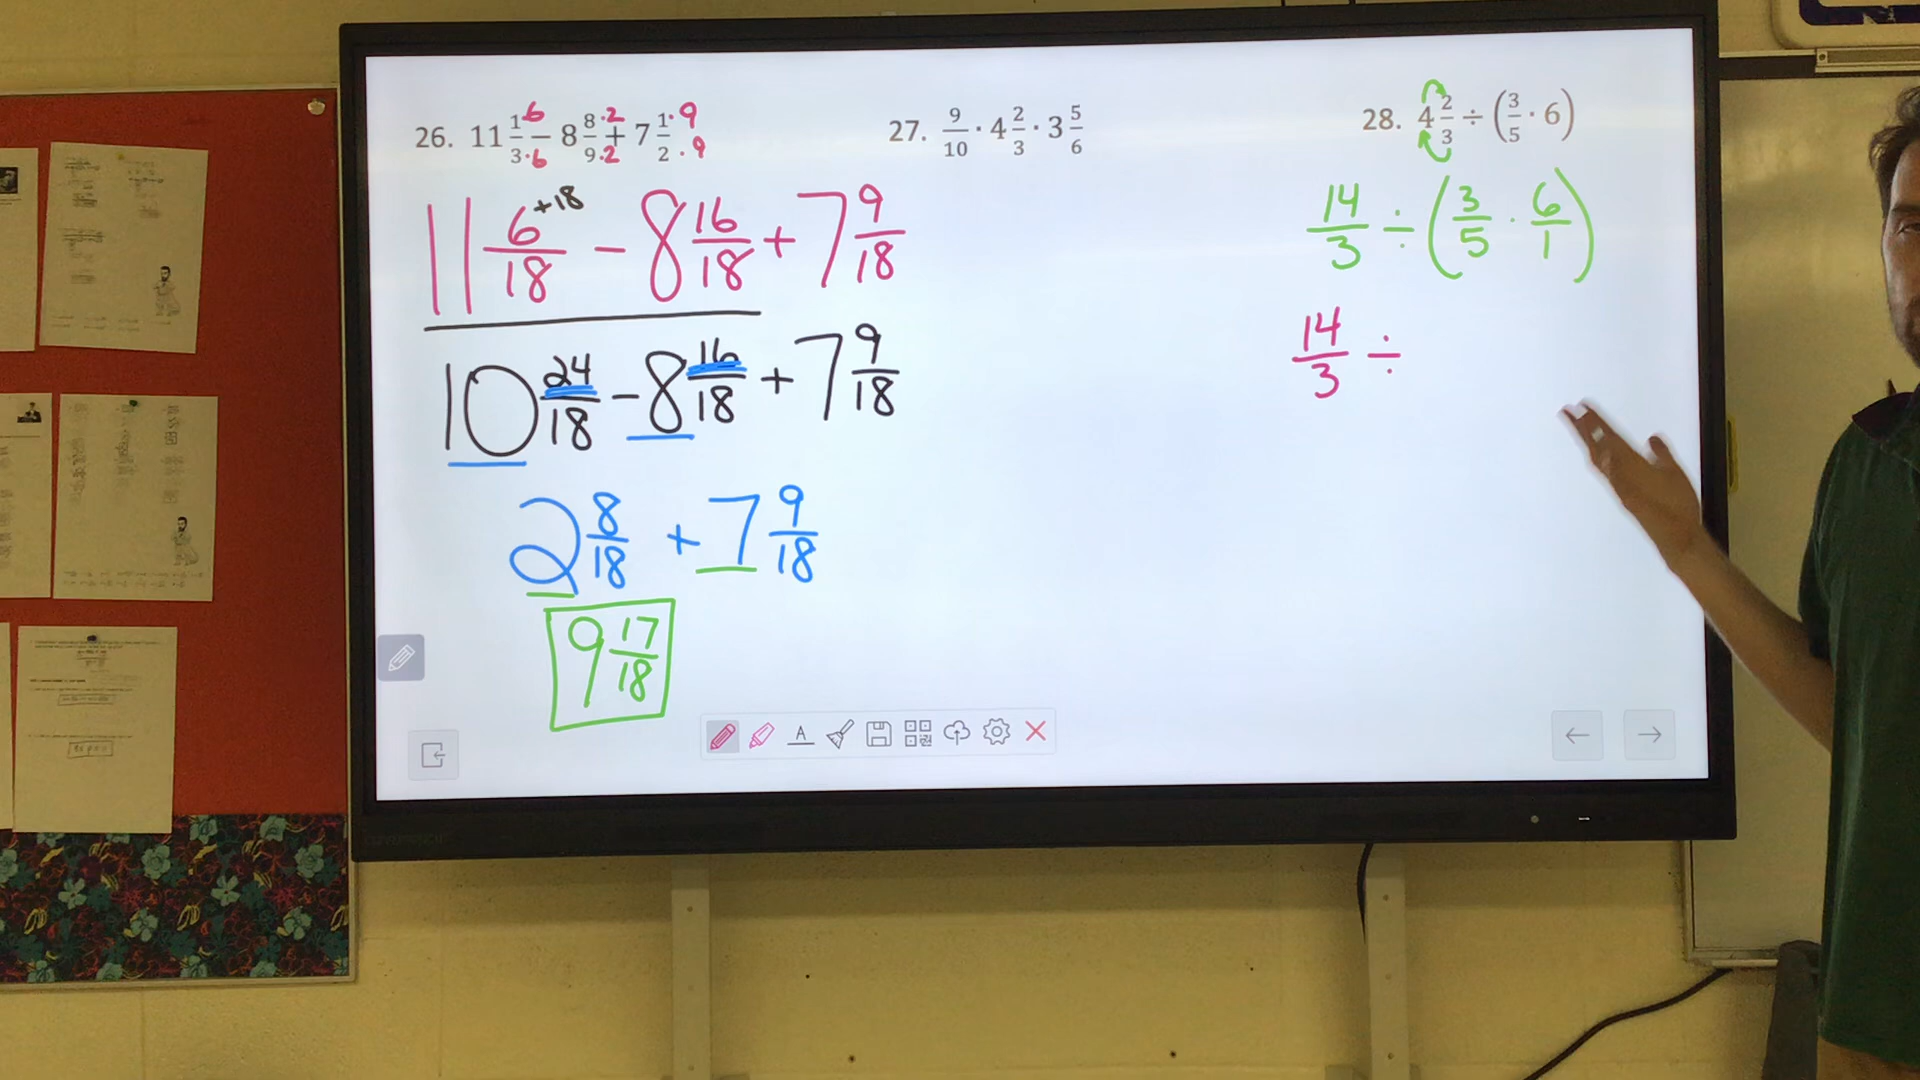 26. 11 1·6/3·6 − 8 8·2/9·2 + 7 1·9/2·9
11 6/18 +18 − 8 16/18 + 7 9/18
10 24/18 − 8 16/18 + 7 9/18
2 8/18 + 7 9/18
9 17/18
27. 9/10 · 4 2/3 · 3 5/6
28. 4 2/3 ÷ (3/5 · 6)
14/3 ÷ (3/5 · 6/1)
14/3 ÷
A